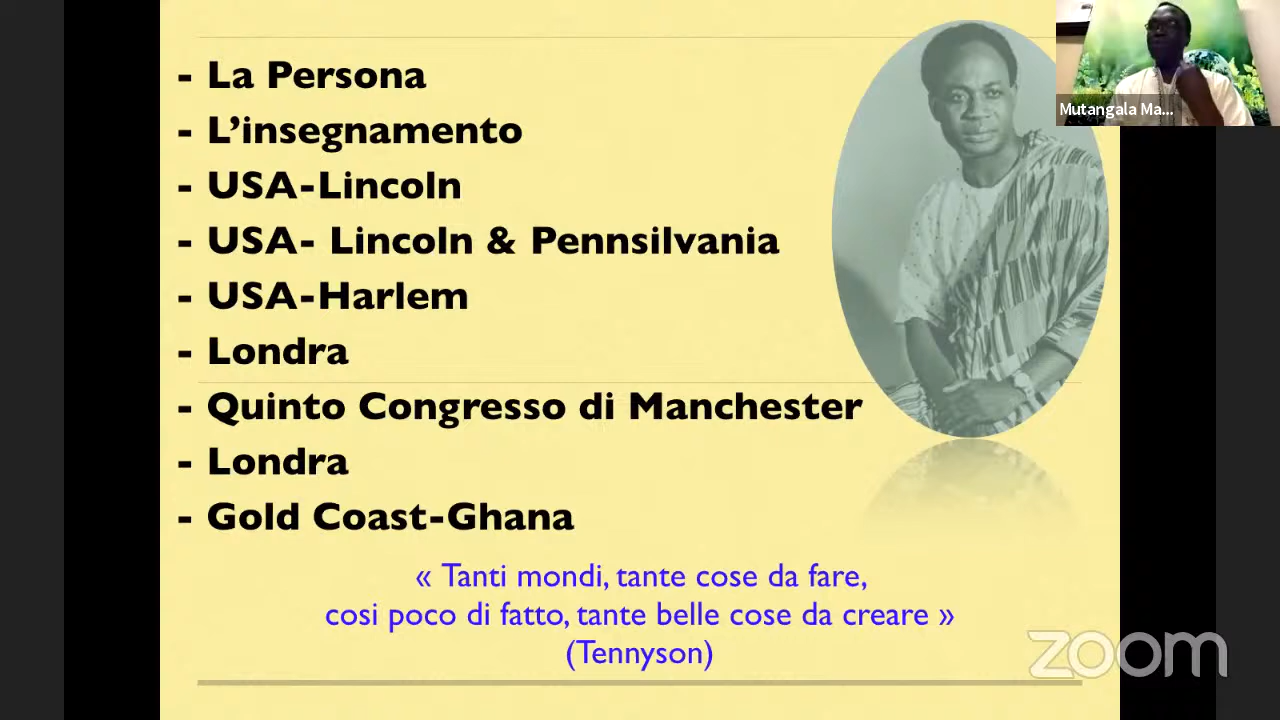 - La Persona
- L’insegnamento
- USA-Lincoln
- USA- Lincoln & Pennsilvania
- USA-Harlem
- Londra
- Quinto Congresso di Manchester
- Londra
- Gold Coast-Ghana
« Tanti mondi, tante cose da fare,
cosi poco di fatto, tante belle cose da creare »
(Tennyson)
Mutangala Ma...
zoom